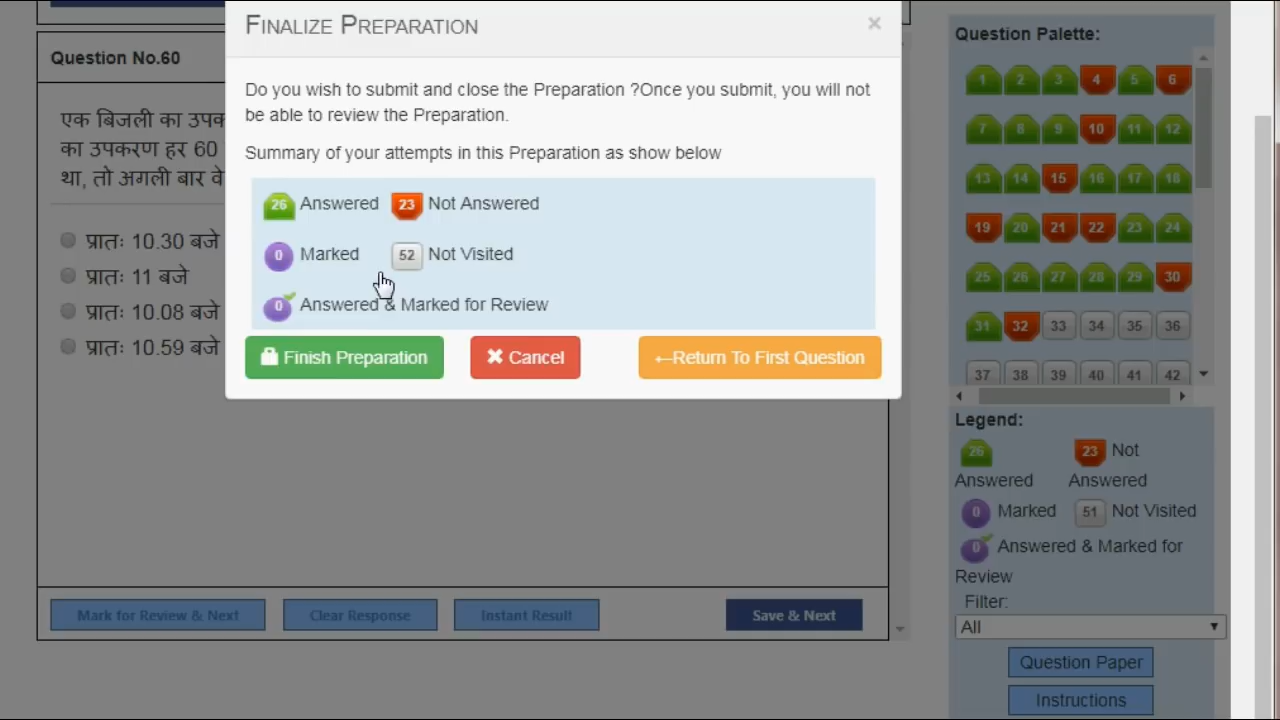 FINALIZE PREPARATION
×
Do you wish to submit and close the Preparation ?Once you submit, you will not
be able to review the Preparation.
Summary of your attempts in this Preparation as show below
26 Answered 23 Not Answered
0 Marked 52 Not Visited
0 Answered & Marked for Review
Finish Preparation
Cancel
←Return To First Question
Question No.60
एक बिजली का उपक
का उपकरण हर 60
था, तो अगली बार वे
प्रातः 10.30 बजे
प्रातः 11 बजे
प्रातः 10.08 बजे
प्रातः 10.59 बजे
Mark for Review & Next
Clear Response
Instant Result
Save & Next
Question Palette:
1 2 3 4 5 6
7 8 9 10 11 12
13 14 15 16 17 18
19 20 21 22 23 24
25 26 27 28 29 30
31 32 33 34 35 36
37 38 39 40 41 42
Legend:
26 23 Not
Answered Answered
0 Marked 51 Not Visited
0 Answered & Marked for
Review
Filter:
All
Question Paper
Instructions